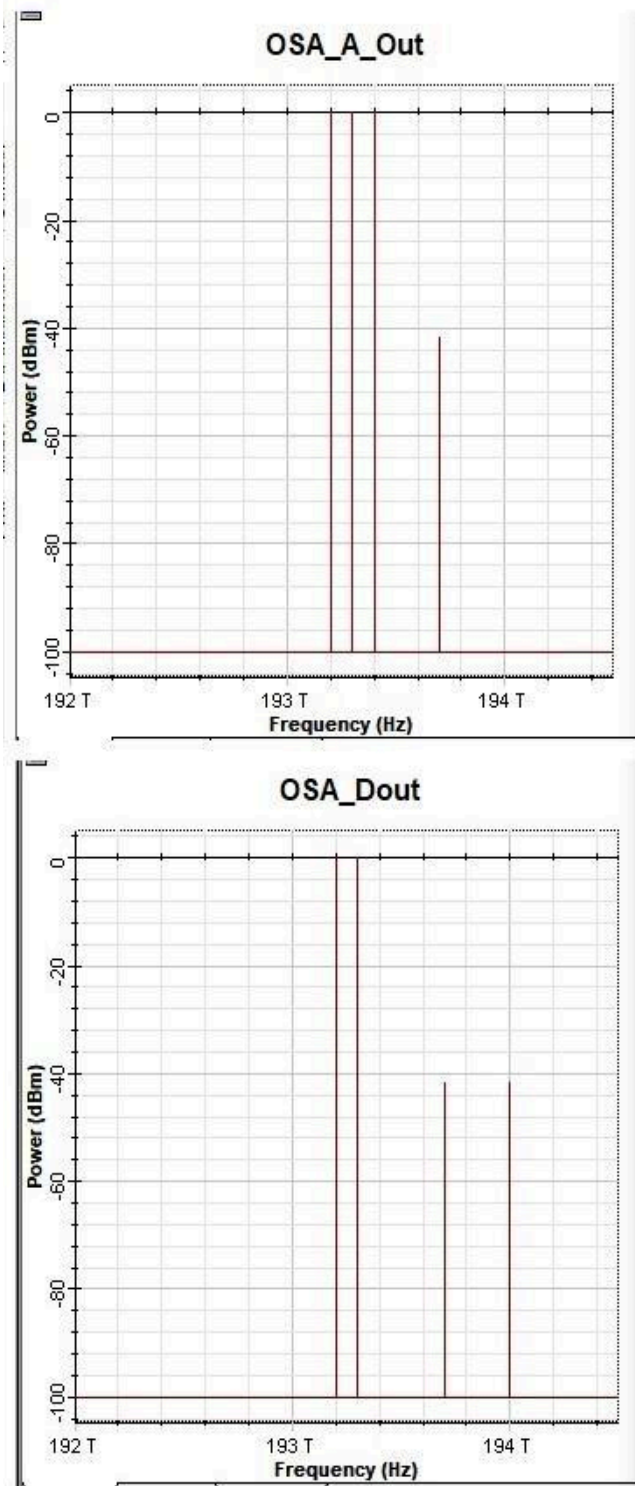 OSA_A_Out
Power (dBm)
0
-20
-40
-60
-80
-100
192 T
193 T
194 T
Frequency (Hz)
OSA_Dout
Power (dBm)
0
-20
-40
-60
-80
-100
192 T
193 T
194 T
Frequency (Hz)